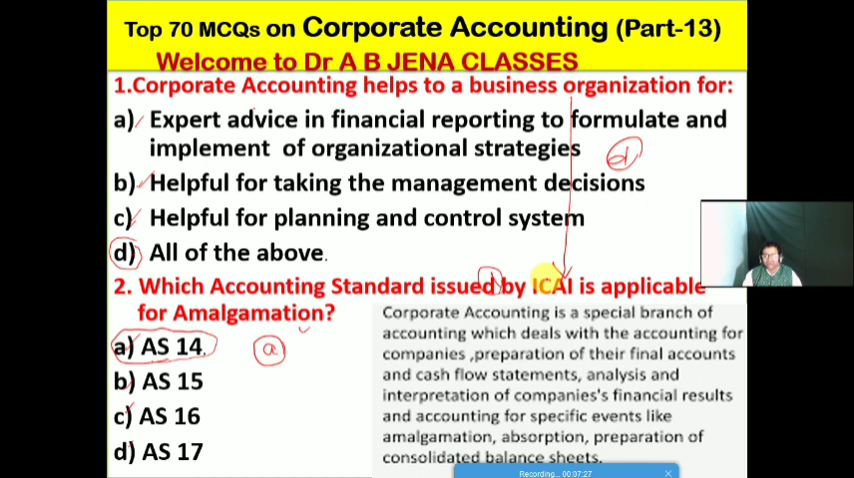 Top 70 MCQs on Corporate Accounting (Part-13)
Welcome to Dr A B JENA CLASSES
1.Corporate Accounting helps to a business organization for:
a) Expert advice in financial reporting to formulate and
implement of organizational strategies
d
b) Helpful for taking the management decisions
c) Helpful for planning and control system
d) All of the above.
2. Which Accounting Standard issued by ICAI is applicable
for Amalgamation?
a) AS 14.
a
b) AS 15
c) AS 16
d) AS 17
Corporate Accounting is a special branch of
accounting which deals with the accounting for
companies ,preparation of their final accounts
and cash flow statements, analysis and
interpretation of companies's financial results
and accounting for specific events like
amalgamation, absorption, preparation of
consolidated balance sheets.
Recording... 00:07:27